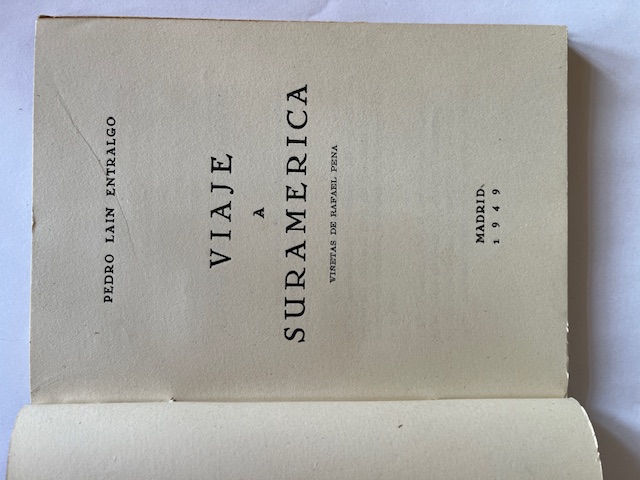 PEDRO LAIN ENTRALGO
VIAJE
A
SURAMERICA
VIÑETAS DE RAFAEL PENA
MADRID
1949